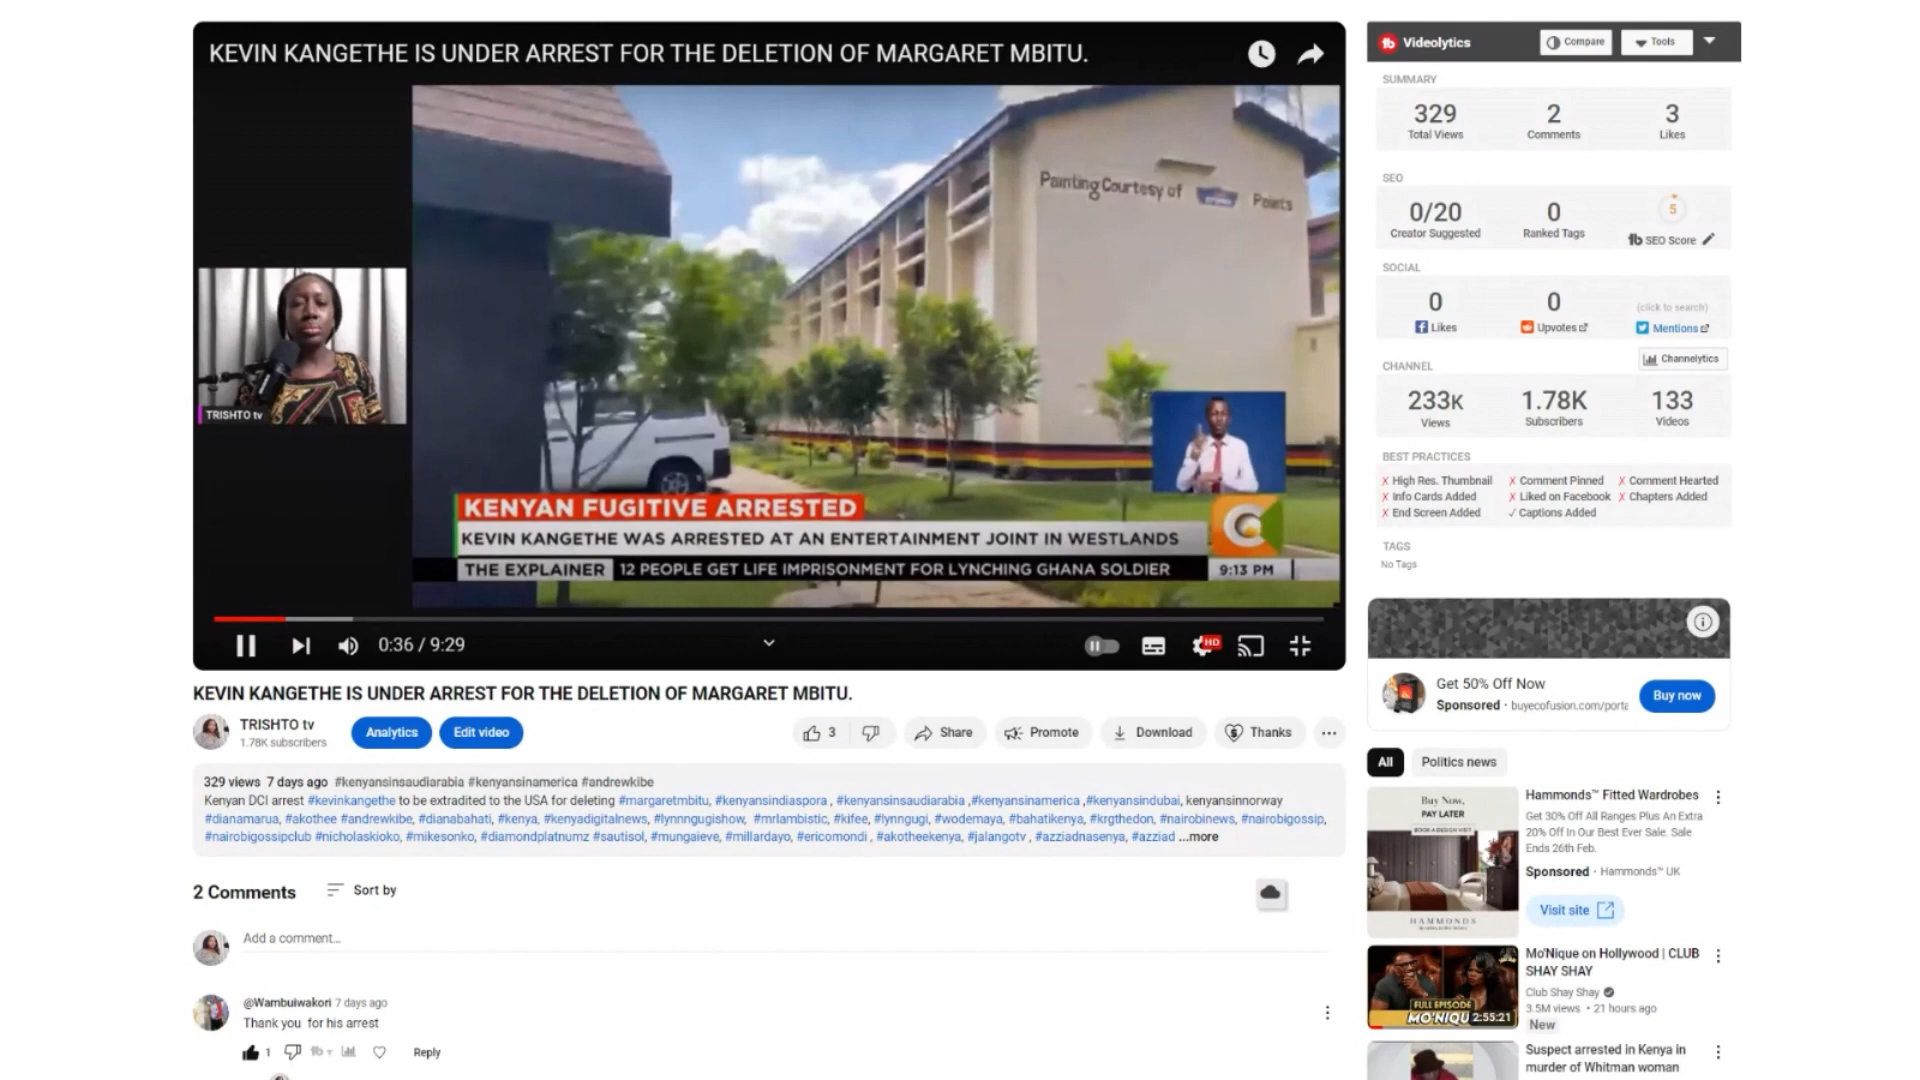 KEVIN KANGETHE IS UNDER ARREST FOR THE DELETION OF MARGARET MBITU.
Painting Courtesy of
Paints
TRISHTO tv
KENYAN FUGITIVE ARRESTED
KEVIN KANGETHE WAS ARRESTED AT AN ENTERTAINMENT JOINT IN WESTLANDS
THE EXPLAINER 12 PEOPLE GET LIFE IMPRISONMENT FOR LYNCHING GHANA SOLDIER 9:13 PM
0:36 / 9:29
HD
KEVIN KANGETHE IS UNDER ARREST FOR THE DELETION OF MARGARET MBITU.
TRISHTO tv
1.78K subscribers
Analytics
Edit video
3
Share
Promote
Download
Thanks
329 views 7 days ago #kenyansinsaudiarabia #kenyansinamerica #andrewkibe
Kenyan DCI arrest #kevinkangethe to be extradited to the USA for deleting #margaretmbitu, #kenyansindiaspora , #kenyansinsaudiarabia ,#kenyansinamerica ,#kenyansindubai, kenyansinnorway
#dianamarua, #akothee #andrewkibe, #dianabahati, #kenya, #kenyadigitalnews, #lynnngugishow, #mrlambistic, #kifee, #lynngugi, #wodemaya, #bahatikenya, #krgthedon, #nairobinews, #nairobigossip,
#nairobigossipclub #nicholaskioko, #mikesonko, #diamondplatnumz #sautisol, #mungaieve, #millardayo, #ericomondi , #akotheekenya, #jalangotv , #azziadnasenya, #azziad ...more
2 Comments
Sort by
Add a comment...
@Wambuiwakori 7 days ago
Thank you for his arrest
1
Reply
Videolytics
Compare
Tools
SUMMARY
329 2 3
Total Views Comments Likes
SEO
0/20 0 5
Creator Suggested Ranked Tags SEO Score
SOCIAL
0 0 (click to search)
Likes Upvotes Mentions
CHANNEL
Channelytics
233K 1.78K 133
Views Subscribers Videos
BEST PRACTICES
X High Res. Thumbnail X Comment Pinned X Comment Hearted
X Info Cards Added X Liked on Facebook X Chapters Added
X End Screen Added ✓ Captions Added
TAGS
No Tags
Get 50% Off Now
Sponsored · buyecofusion.com/porta
Buy now
All
Politics news
Buy Now,
PAY LATER
BOOK A DESIGN VISIT
HAMMONDS
Hammonds™ Fitted Wardrobes
Get 30% Off All Ranges Plus An Extra
20% Off In Our Best Ever Sale. Sale
Ends 26th Feb.
Sponsored · Hammonds™ UK
Visit site
FULL EPISODE
MO'NIQU
2:55:21
Mo'Nique on Hollywood | CLUB
SHAY SHAY
Club Shay Shay
3.5M views · 21 hours ago
New
Suspect arrested in Kenya in
murder of Whitman woman